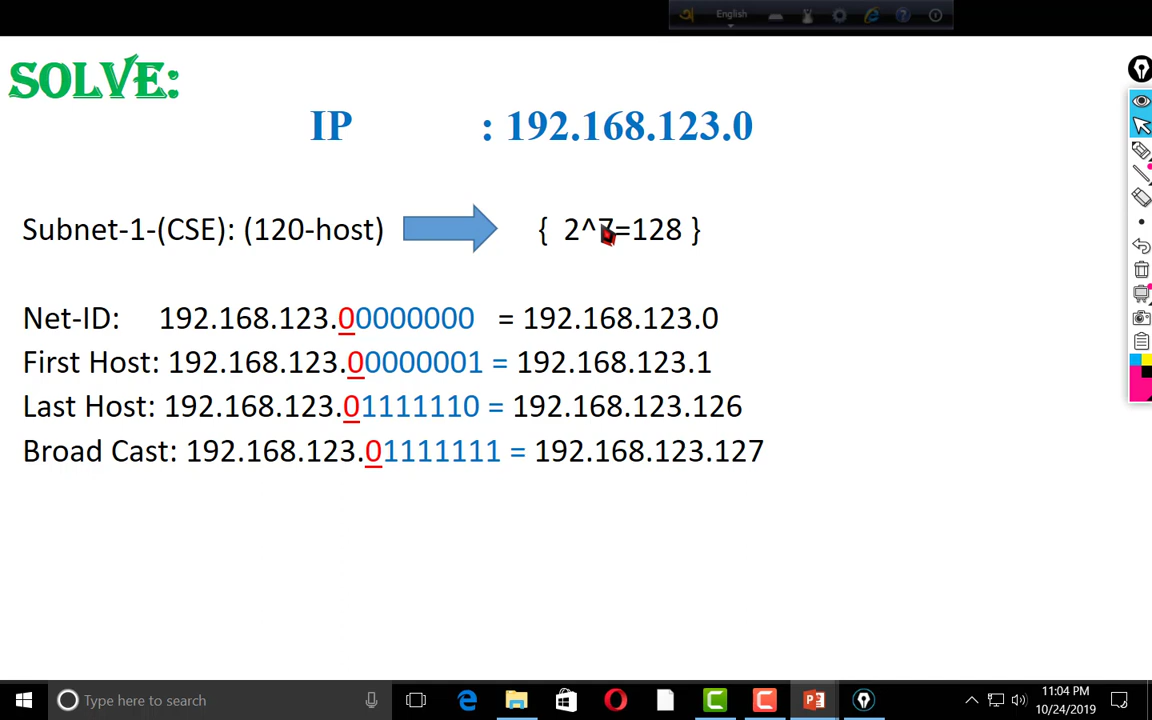 English
SOLVE:
IP : 192.168.123.0
Subnet-1-(CSE): (120-host) { 2^7=128 }
Net-ID: 192.168.123.00000000 = 192.168.123.0
First Host: 192.168.123.00000001 = 192.168.123.1
Last Host: 192.168.123.01111110 = 192.168.123.126
Broad Cast: 192.168.123.01111111 = 192.168.123.127
Type here to search
11:04 PM
10/24/2019